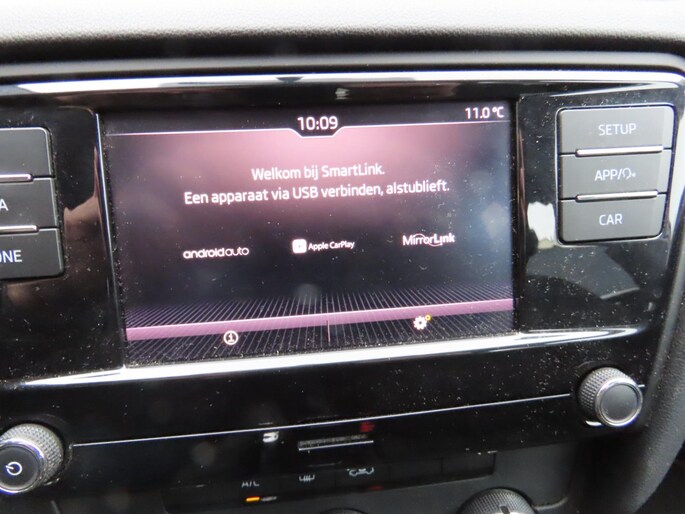 10:09
11.0 °C
Welkom bij SmartLink.
Een apparaat via USB verbinden, alstublieft.
androidauto
Apple CarPlay
MirrorLink
SETUP
APP/
CAR
A/C